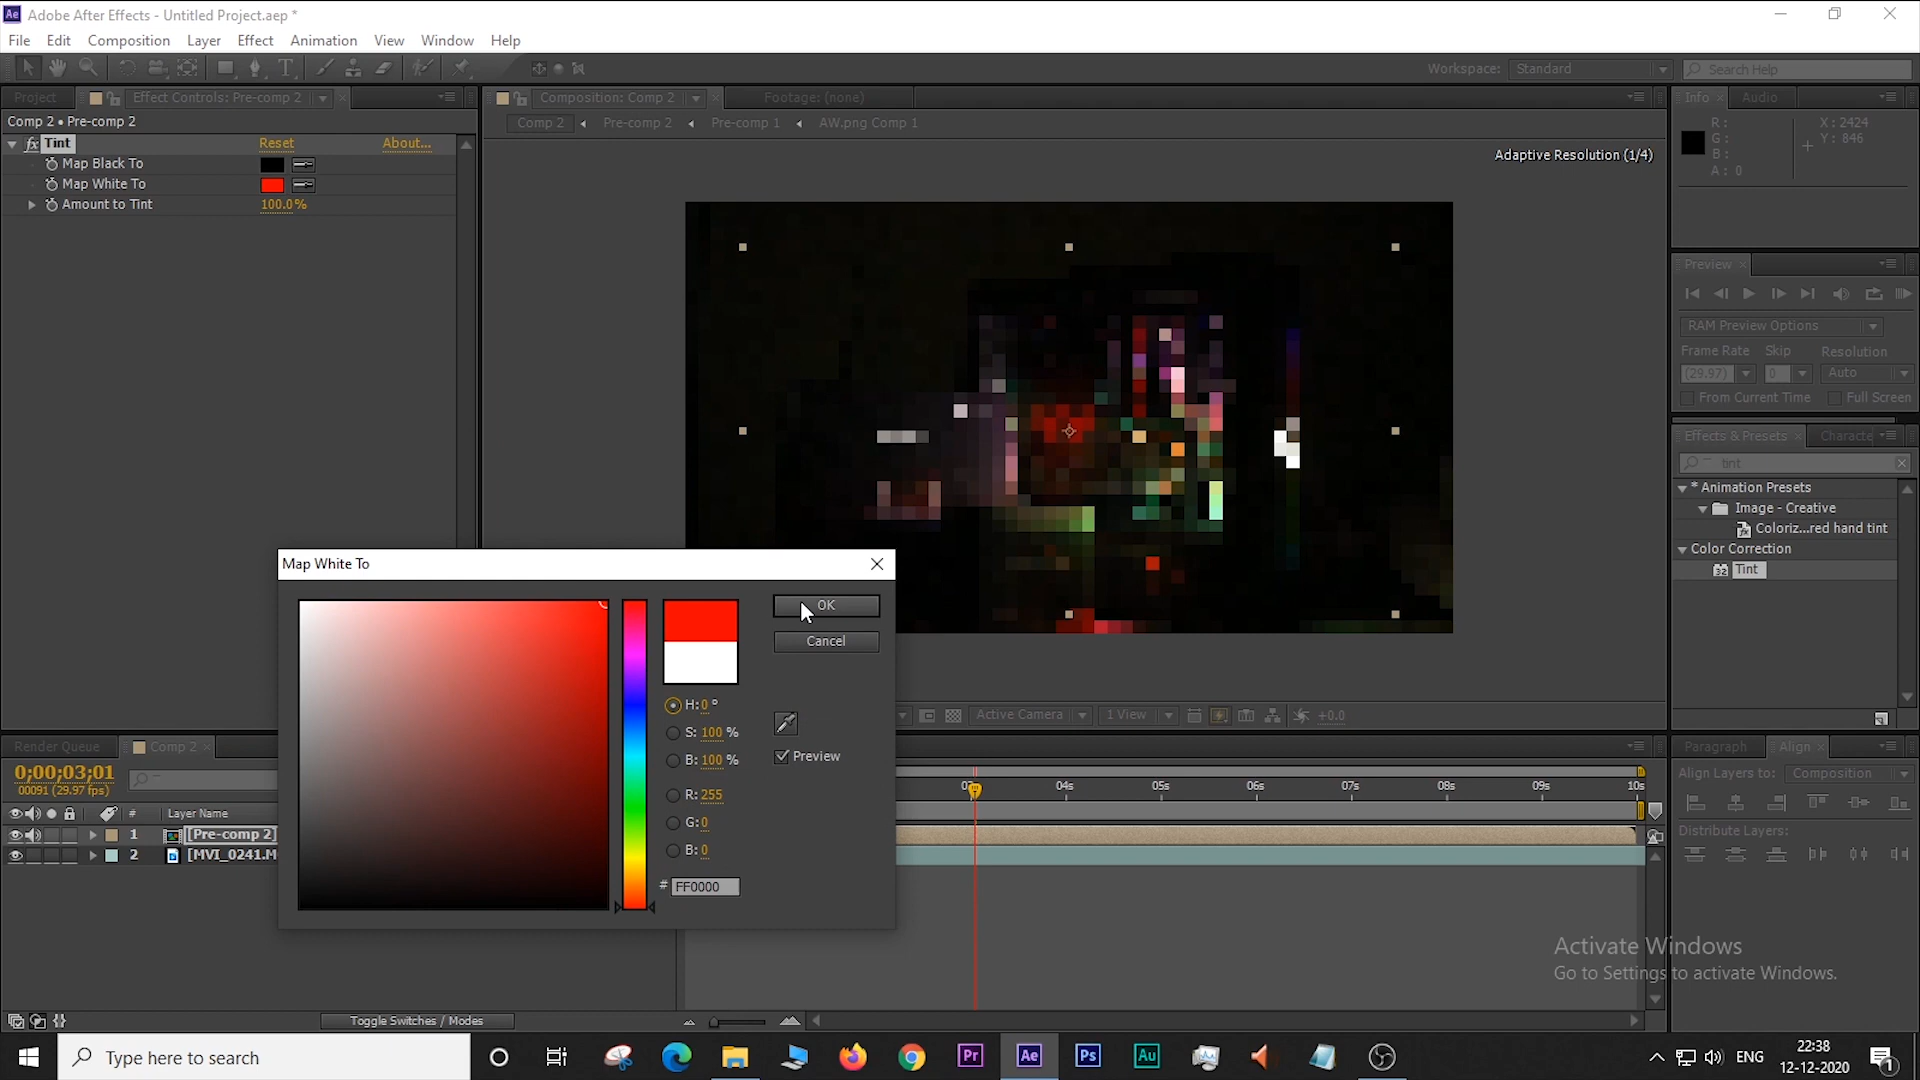 Adobe After Effects - Untitled Project.aep *
File Edit Composition Layer Effect Animation View Window Help
Workspace: Standard Search Help
Project Effect Controls: Pre-comp 2 Composition: Comp 2 Footage: (none) Info Audio
Comp 2 • Pre-comp 2
Comp 2 Pre-comp 2 Pre-comp 1 AW.png Comp 1
R:
G:
B:
A: 0
X: 2424
Y: 846
fx Tint Reset About...
Map Black To
Map White To
Amount to Tint 100.0%
Adaptive Resolution (1/4)
Preview
RAM Preview Options
Frame Rate Skip Resolution
(29.97) 0 Auto
From Current Time Full Screen
Effects & Presets Characte
tint
* Animation Presets
Image - Creative
Coloriz...red hand tint
Color Correction
32 Tint
Map White To
OK
Cancel
H: 0 °
S: 100 %
B: 100 %
Preview
R: 255
G: 0
B: 0
# FF0000
Active Camera 1 View +0.0
Render Queue Comp 2
0;00;03;01
00091 (29.97 fps)
# Layer Name
1 [Pre-comp 2]
2 [MVI_0241.M
04s 05s 06s 07s 08s 09s 10s
Paragraph Align
Align Layers to: Composition
Distribute Layers:
Activate Windows
Go to Settings to activate Windows.
Toggle Switches / Modes
Type here to search
Pr Ae Ps Au
ENG 22:38
12-12-2020
1